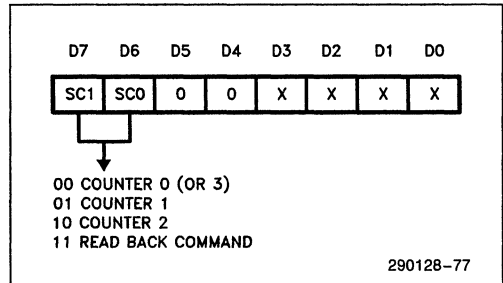 D7 D6 D5 D4 D3 D2 D1 D0
SC1 SC0 0 0 X X X X
00 COUNTER 0 (OR 3)
01 COUNTER 1
10 COUNTER 2
11 READ BACK COMMAND
290128-77